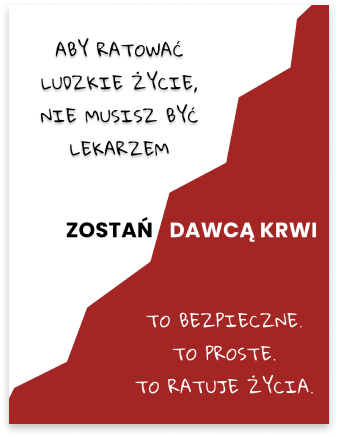 ABY RATOWAĆ
LUDZKIE ŻYCIE,
NIE MUSISZ BYĆ
LEKARZEM
ZOSTAŃ DAWCĄ KRWI
TO BEZPIECZNE.
TO PROSTE.
TO RATUJE ŻYCIA.